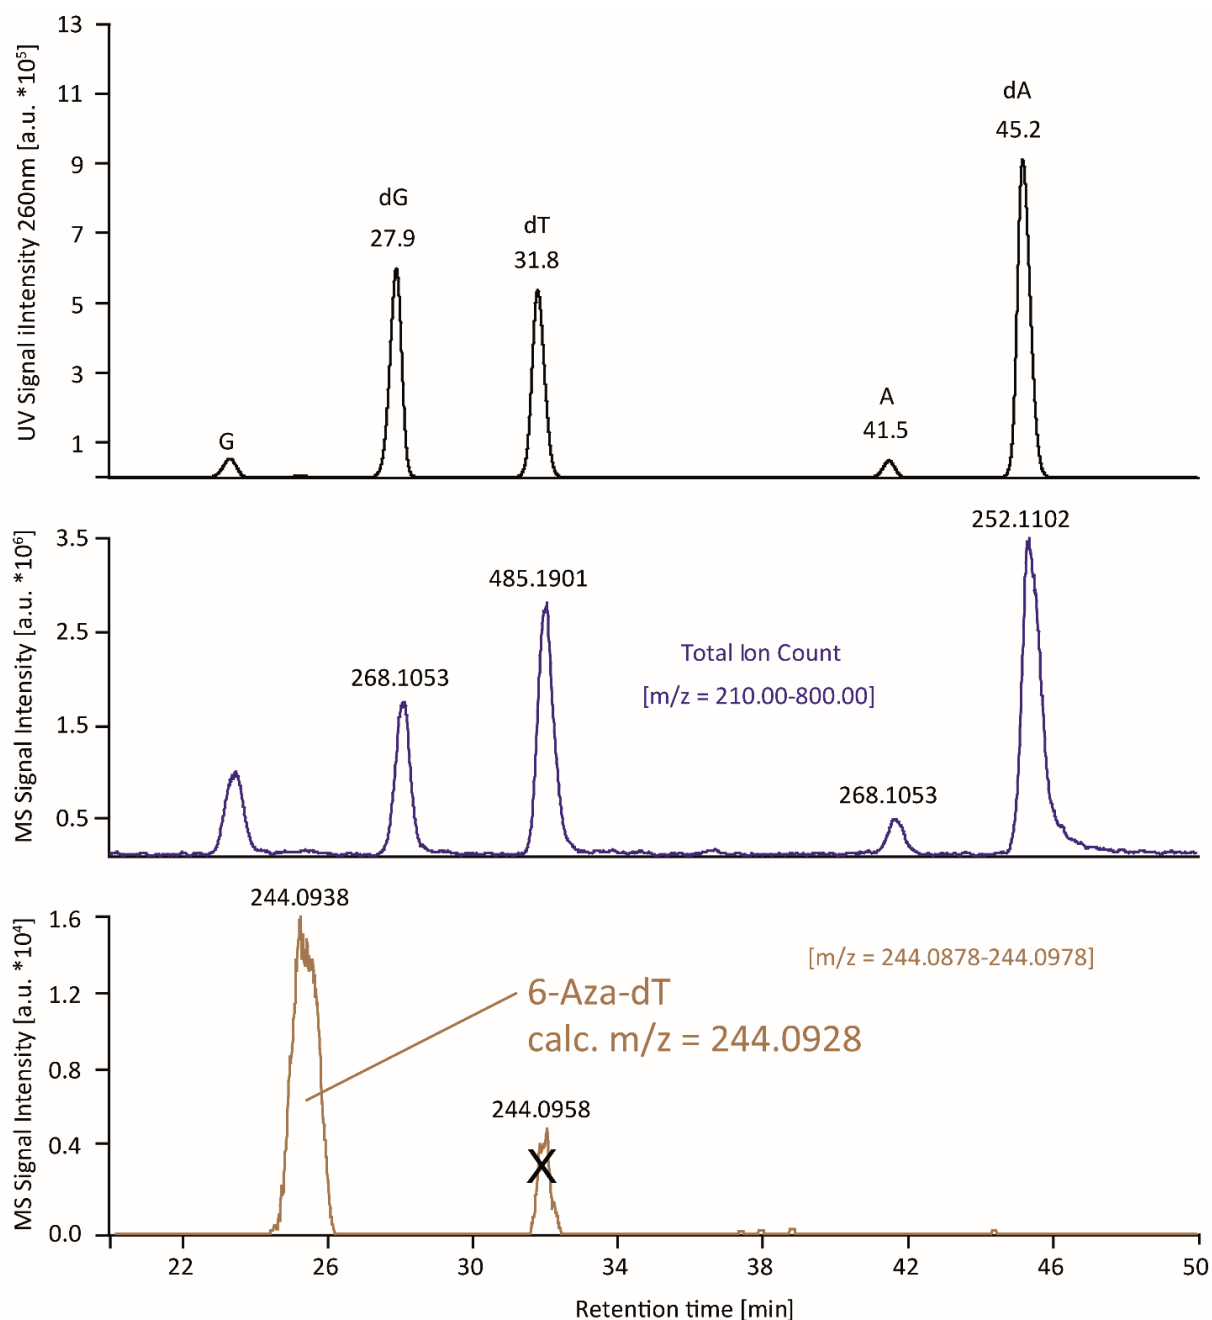 13
11
9
7
5
3
1
UV Signal iIntensity 260nm [a.u. *10⁵]
G
dG
27.9
dT
31.8
A
41.5
dA
45.2
3.5
2.5
1.5
0.5
MS Signal Intensity [a.u. *10⁶]
268.1053
485.1901
Total Ion Count
[m/z = 210.00-800.00]
268.1053
252.1102
1.6
1.2
0.8
0.4
0.0
MS Signal Intensity [a.u. *10⁴]
244.0938
[m/z = 244.0878-244.0978]
6-Aza-dT
calc. m/z = 244.0928
244.0958
X
22 26 30 34 38 42 46 50
Retention time [min]